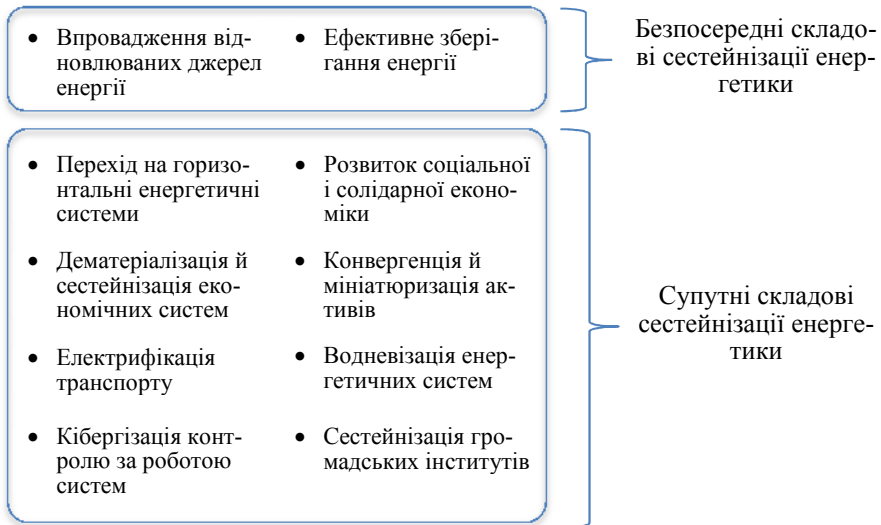 • Впровадження від-
новлюваних джерел
енергії
• Ефективне збері-
гання енергії
Безпосередні складо-
ві сестейнізації енер-
гетики
• Перехід на горизо-
нтальні енергетичні
системи
• Розвиток соціальної
і солідарної еконо-
міки
• Дематеріалізація й
сестейнізація еко-
номічних систем
• Конвергенція й
мініатюризація ак-
тивів
• Електрифікація
транспорту
• Водневізація енер-
гетичних систем
• Кібергізація конт-
ролю за роботою
систем
• Сестейнізація гро-
мадських інститутів
Супутні складові
сестейнізації енерге-
тики